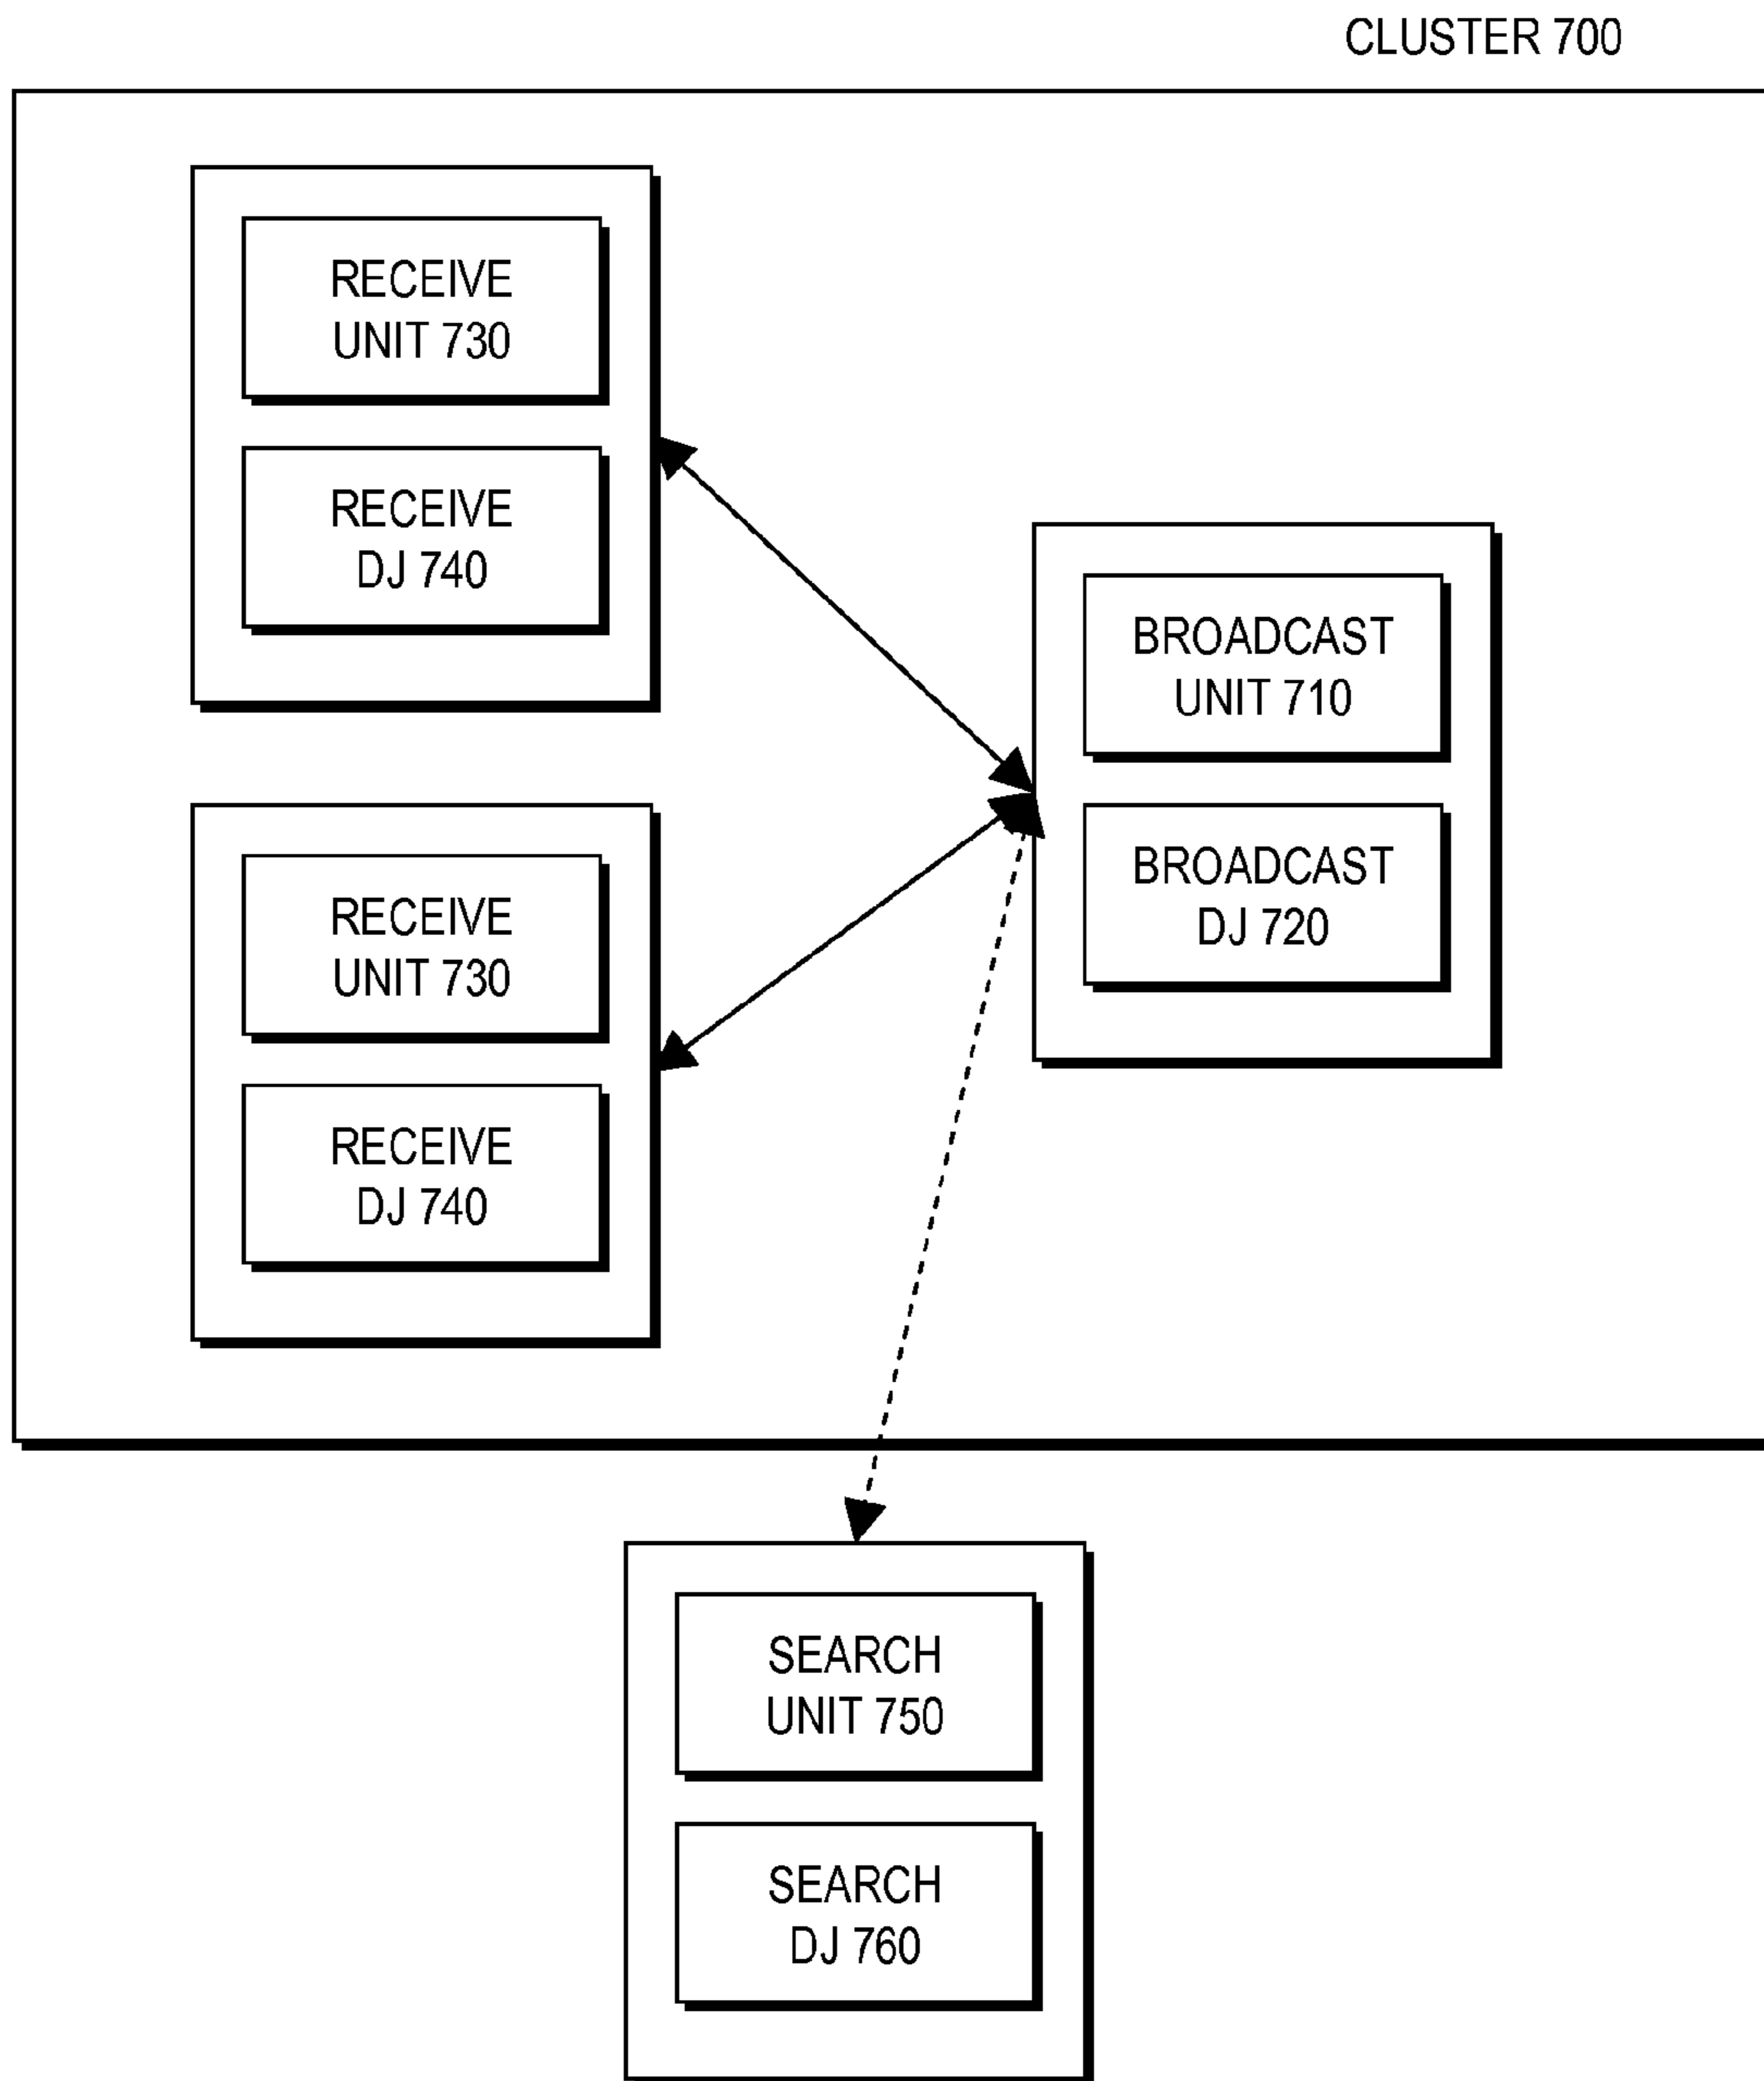 CLUSTER 700
RECEIVE
UNIT 730
RECEIVE
DJ 740
BROADCAST
UNIT 710
BROADCAST
DJ 720
RECEIVE
UNIT 730
RECEIVE
DJ 740
SEARCH
UNIT 750
SEARCH
DJ 760